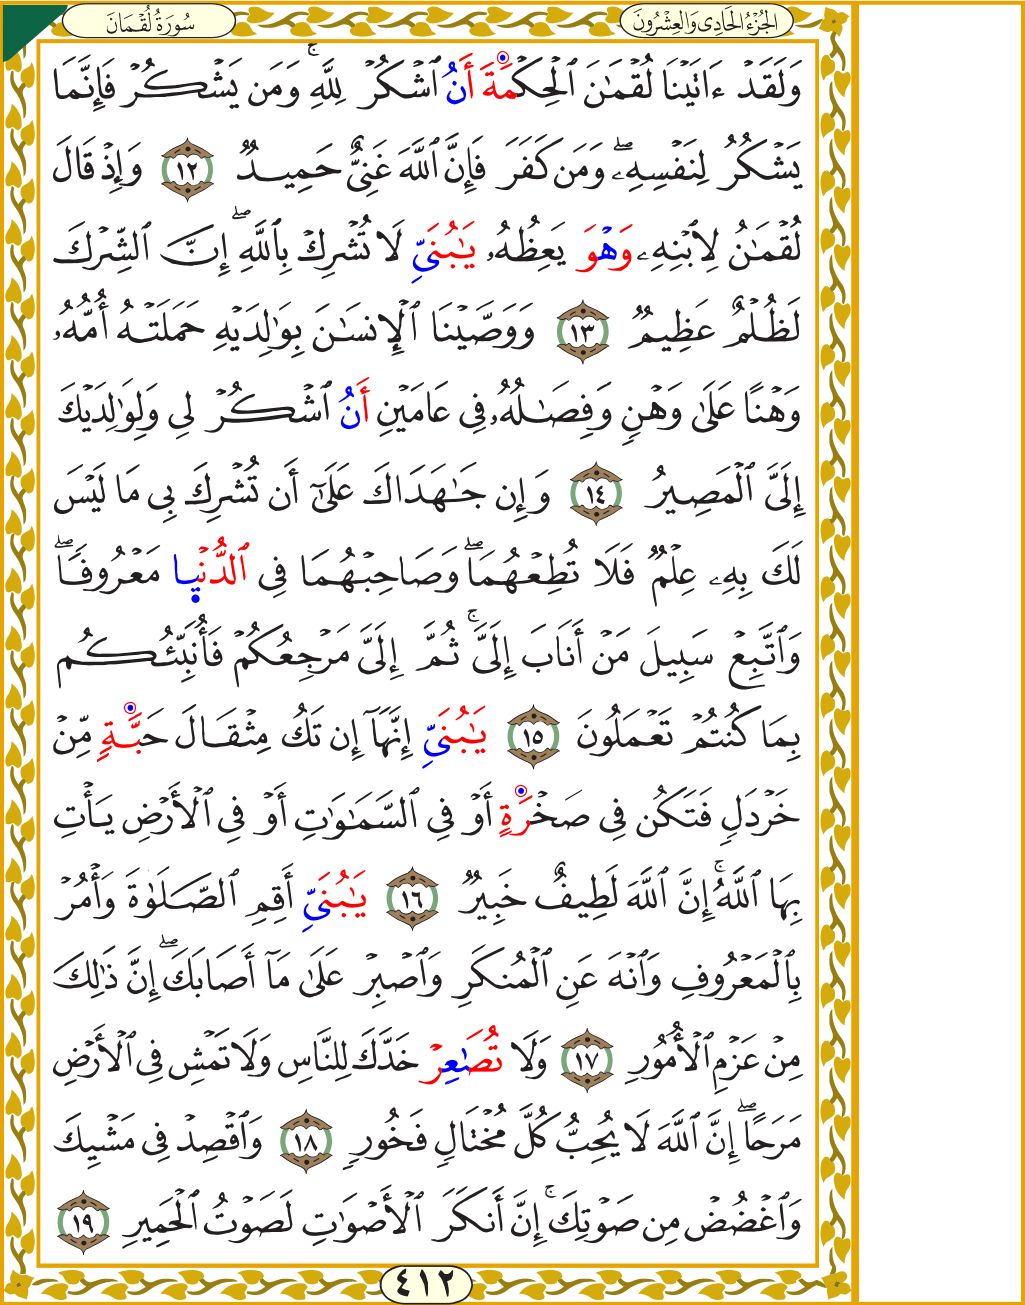 سُورَةُ لُقْمَانَ
الجُزْءُ الحَادِى وَالعِشْرُونَ
وَلَقَدۡ ءَاتَيۡنَا لُقۡمَٰنَ ٱلۡحِكۡمَةَ أَنُ ٱشۡكُرۡ لِلَّهِۚ وَمَن يَشۡكُرۡ فَإِنَّمَا
يَشۡكُرُ لِنَفۡسِهِۦۖ وَمَن كَفَرَ فَإِنَّ ٱللَّهَ غَنِيٌّ حَمِيدٌ ١٢ وَإِذۡ قَالَ
لُقۡمَٰنُ لِٱبۡنِهِۦ وَهۡوَ يَعِظُهُۥ يَٰبُنَيِّ لَا تُشۡرِكۡ بِٱللَّهِۖ إِنَّ ٱلشِّرۡكَ
لَظُلۡمٌ عَظِيمٌ ١٣ وَوَصَّيۡنَا ٱلۡإِنسَٰنَ بِوَٰلِدَيۡهِ حَمَلَتۡهُ أُمُّهُۥ
وَهۡنًا عَلَىٰ وَهۡنٍ وَفِصَٰلُهُۥ فِي عَامَيۡنِ أَنُ ٱشۡكُرۡ لِي وَلِوَٰلِدَيۡكَ
إِلَيَّ ٱلۡمَصِيرُ ١٤ وَإِن جَٰهَدَاكَ عَلَىٰٓ أَن تُشۡرِكَ بِي مَا لَيۡسَ
لَكَ بِهِۦ عِلۡمٌ فَلَا تُطِعۡهُمَاۖ وَصَاحِبۡهُمَا فِي ٱلدُّنۡيَا مَعۡرُوفًاۖ
وَٱتَّبِعۡ سَبِيلَ مَنۡ أَنَابَ إِلَيَّۚ ثُمَّ إِلَيَّ مَرۡجِعُكُمۡ فَأُنَبِّئُكُم
بِمَا كُنتُمۡ تَعۡمَلُونَ ١٥ يَٰبُنَيِّ إِنَّهَآ إِن تَكُ مِثۡقَالَ حَبَّةٍ مِّنۡ
خَرۡدَلٍ فَتَكُن فِي صَخۡرَةٍ أَوۡ فِي ٱلسَّمَٰوَٰتِ أَوۡ فِي ٱلۡأَرۡضِ يَأۡتِ
بِهَا ٱللَّهُۚ إِنَّ ٱللَّهَ لَطِيفٌ خَبِيرٌ ١٦ يَٰبُنَيِّ أَقِمِ ٱلصَّلَوٰةَ وَأۡمُرۡ
بِٱلۡمَعۡرُوفِ وَٱنۡهَ عَنِ ٱلۡمُنكَرِ وَٱصۡبِرۡ عَلَىٰ مَآ أَصَابَكَۖ إِنَّ ذَٰلِكَ
مِنۡ عَزۡمِ ٱلۡأُمُورِ ١٧ وَلَا تُصَٰعِرۡ خَدَّكَ لِلنَّاسِ وَلَا تَمۡشِ فِي ٱلۡأَرۡضِ
مَرَحًاۖ إِنَّ ٱللَّهَ لَا يُحِبُّ كُلَّ مُخۡتَالٍ فَخُورٍ ١٨ وَٱقۡصِدۡ فِي مَشۡيِكَ
وَٱغۡضُضۡ مِن صَوۡتِكَۚ إِنَّ أَنكَرَ ٱلۡأَصۡوَٰتِ لَصَوۡتُ ٱلۡحَمِيرِ ١٩
٤١٢